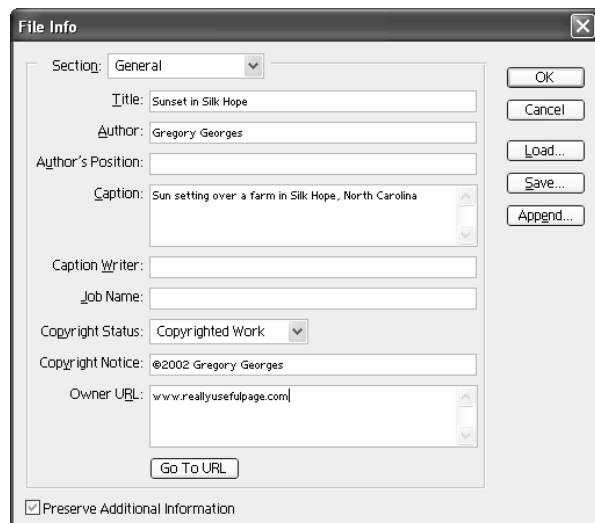 File Info
Section: General
OK
Title: Sunset in Silk Hope
Cancel
Author: Gregory Georges
Author's Position:
Load...
Caption: Sun setting over a farm in Silk Hope, North Carolina
Save...
Append...
Caption Writer:
Job Name:
Copyright Status: Copyrighted Work
Copyright Notice: ©2002 Gregory Georges
Owner URL: www.reallyusefulpage.com
Go To URL
Preserve Additional Information